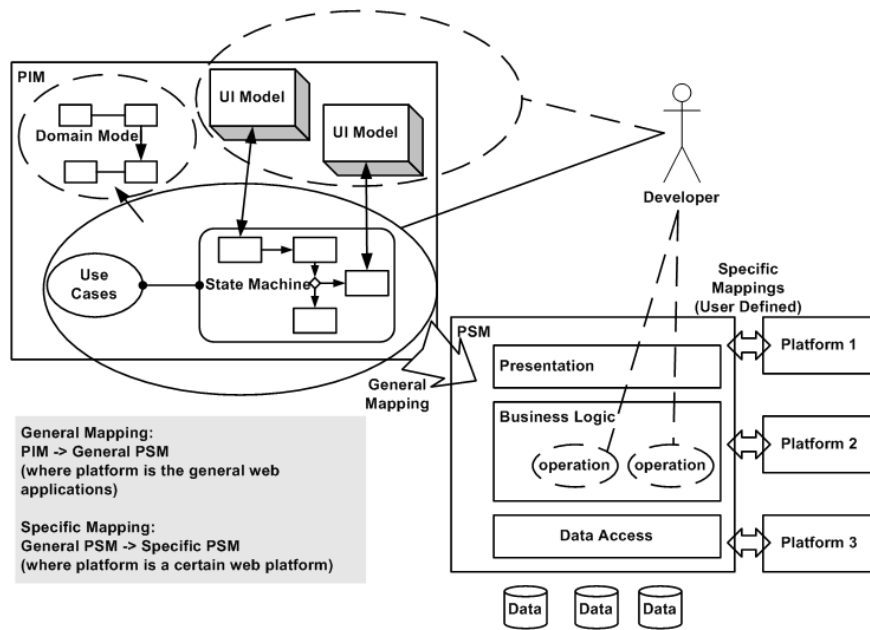 PIM
UI Model
UI Model
Domain Model
Developer
Use
Cases
State Machine
Specific
Mappings
(User Defined)
General
Mapping
PSM
Presentation
Platform 1
Business Logic
operation
operation
Platform 2
Data Access
Platform 3
Data
Data
Data
General Mapping:
PIM -> General PSM
(where platform is the general web
applications)
Specific Mapping:
General PSM -> Specific PSM
(where platform is a certain web platform)